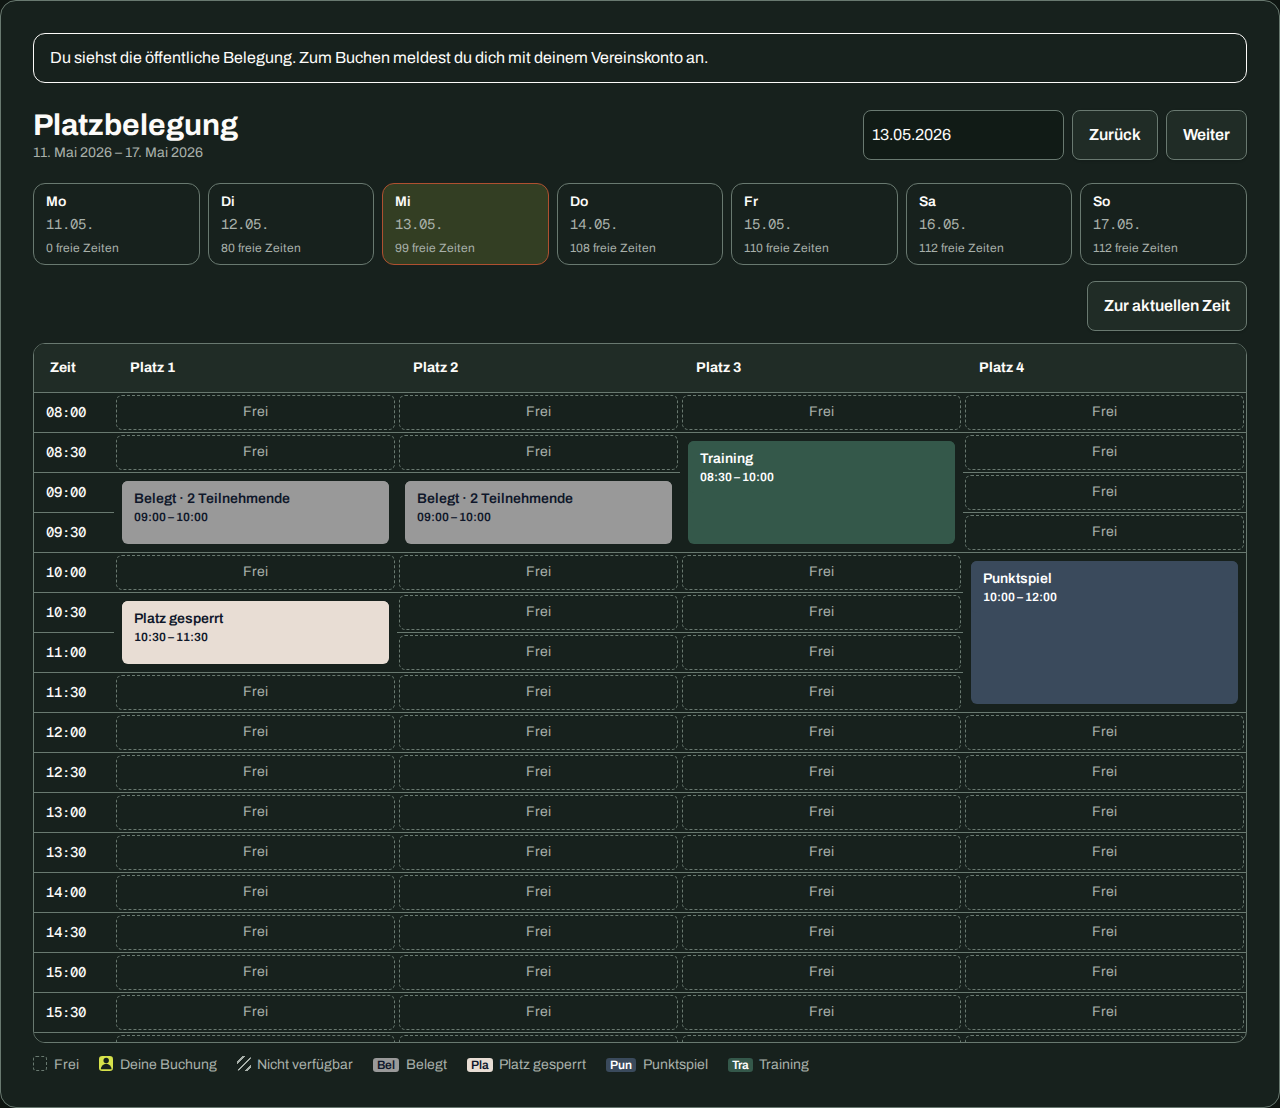 Du siehst die öffentliche Belegung. Zum Buchen meldest du dich mit deinem Vereinskonto an.
Platzbelegung
11. Mai 2026 – 17. Mai 2026
13.05.2026
Zurück
Weiter
Mo
11.05.
0 freie Zeiten
Di
12.05.
80 freie Zeiten
Mi
13.05.
99 freie Zeiten
Do
14.05.
108 freie Zeiten
Fr
15.05.
110 freie Zeiten
Sa
16.05.
112 freie Zeiten
So
17.05.
112 freie Zeiten
Zur aktuellen Zeit
Zeit Platz 1 Platz 2 Platz 3 Platz 4
08:00 Frei Frei Frei Frei
08:30 Frei Frei Training Frei
08:30 – 10:00
09:00 Belegt · 2 Teilnehmende Belegt · 2 Teilnehmende Frei
09:00 – 10:00 09:00 – 10:00
09:30 Frei
10:00 Frei Frei Frei Punktspiel
10:00 – 12:00
10:30 Platz gesperrt Frei Frei
10:30 – 11:30
11:00 Frei Frei
11:30 Frei Frei Frei
12:00 Frei Frei Frei Frei
12:30 Frei Frei Frei Frei
13:00 Frei Frei Frei Frei
13:30 Frei Frei Frei Frei
14:00 Frei Frei Frei Frei
14:30 Frei Frei Frei Frei
15:00 Frei Frei Frei Frei
15:30 Frei Frei Frei Frei
Frei Deine Buchung Nicht verfügbar Bel Belegt Pla Platz gesperrt Pun Punktspiel Tra Training